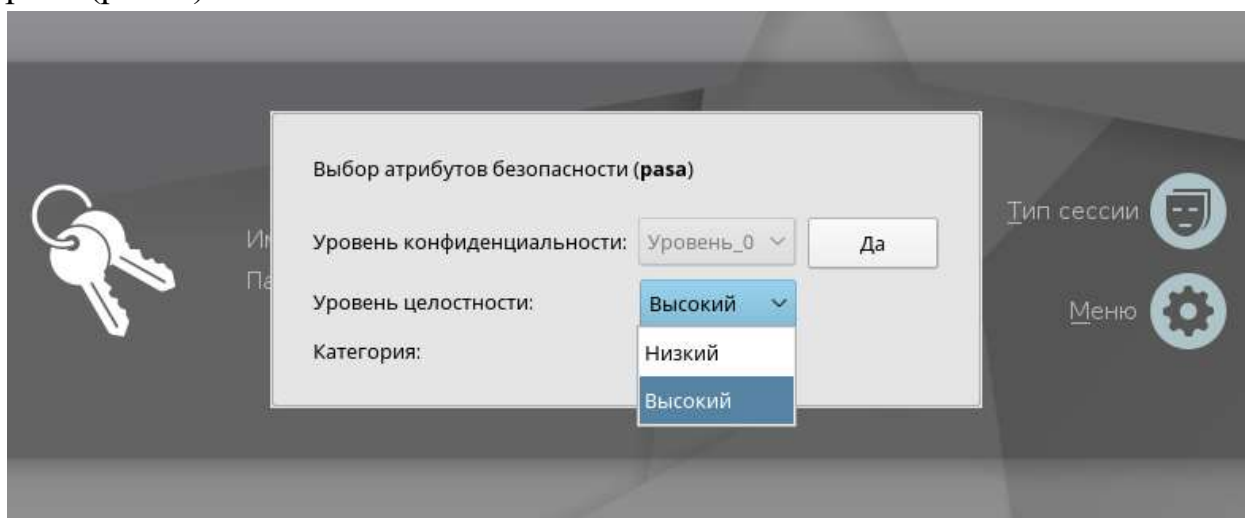 Выбор атрибутов безопасности (pasa)
Уровень конфиденциальности: Уровень_0 Да
Уровень целостности: Высокий
Категория: Низкий
Высокий
Тип сессии
Меню